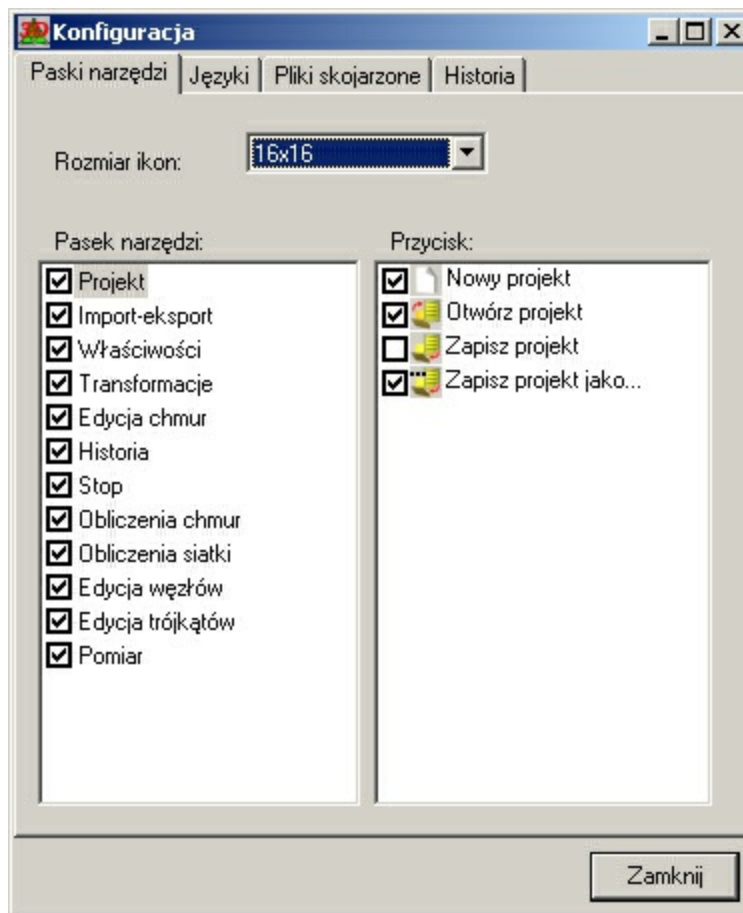 Konfiguracja
Paski narzędzi Języki Pliki skojarzone Historia
Rozmiar ikon: 16x16
Pasek narzędzi: Przycisk:
Projekt
Import-eksport
Właściwości
Transformacje
Edycja chmur
Historia
Stop
Obliczenia chmur
Obliczenia siatki
Edycja węzłów
Edycja trójkątów
Pomiar
Nowy projekt
Otwórz projekt
Zapisz projekt
Zapisz projekt jako...
Zamknij